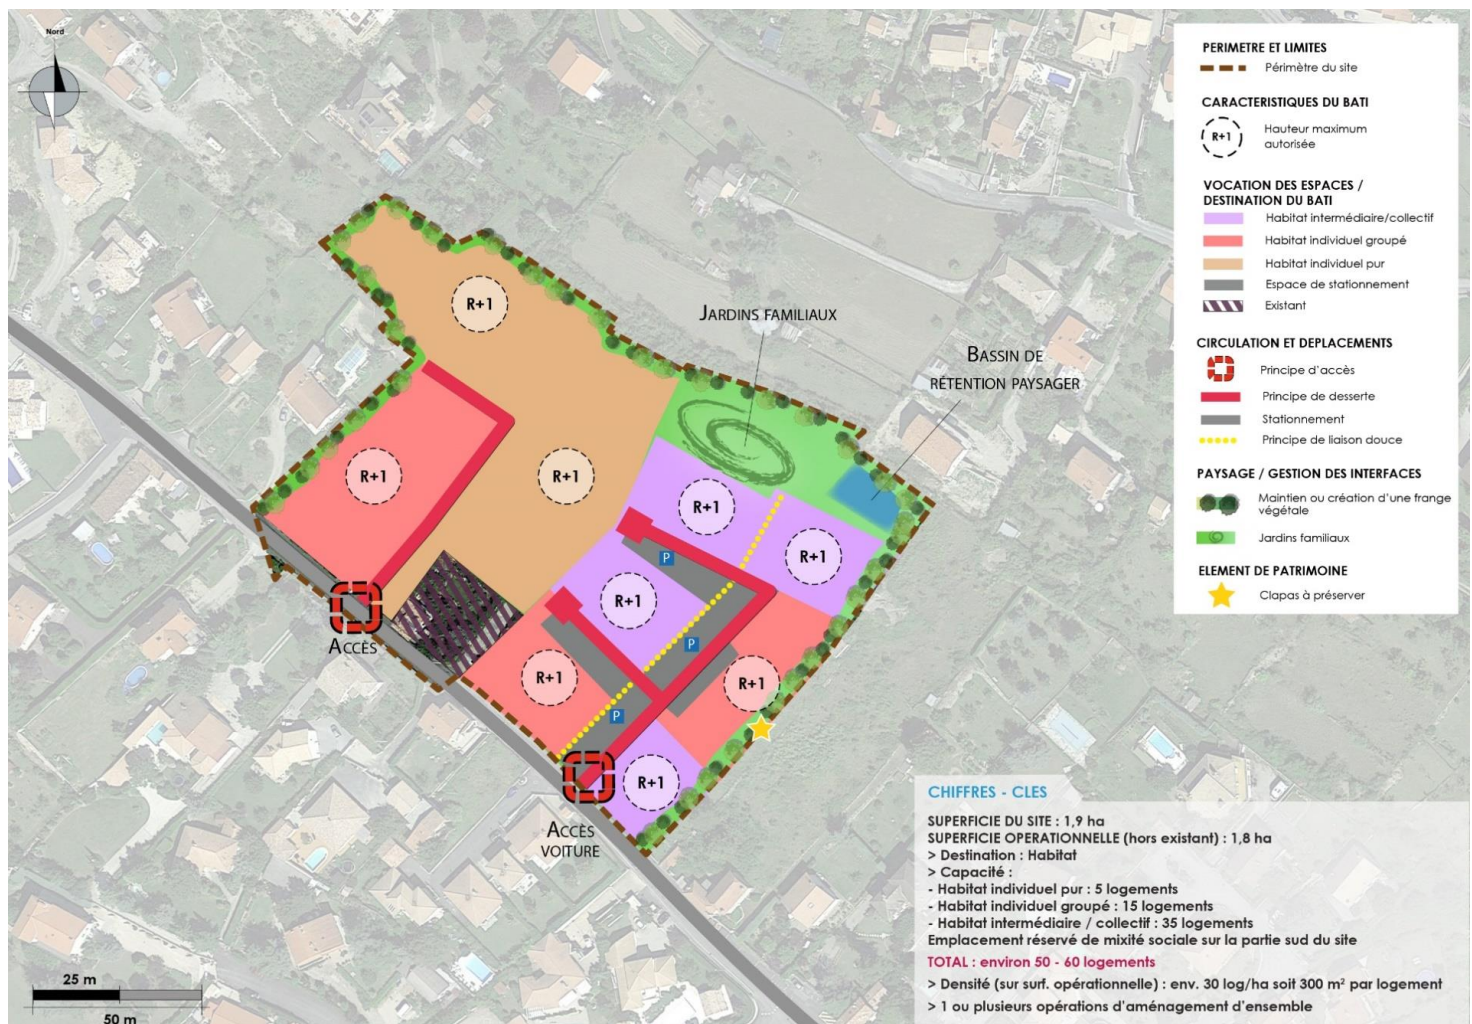 Nord
R+1
JARDINS FAMILIAUX
BASSIN DE
RÉTENTION PAYSAGER
R+1
R+1
R+1
R+1
P
R+1
P
R+1
R+1
P
R+1
ACCÈS
ACCÈS
VOITURE
25 m
50 m
PERIMETRE ET LIMITES
Périmètre du site
CARACTERISTIQUES DU BATI
R+1
Hauteur maximum
autorisée
VOCATION DES ESPACES /
DESTINATION DU BATI
Habitat intermédiaire/collectif
Habitat individuel groupé
Habitat individuel pur
Espace de stationnement
Existant
CIRCULATION ET DEPLACEMENTS
Principe d'accès
Principe de desserte
Stationnement
Principe de liaison douce
PAYSAGE / GESTION DES INTERFACES
Maintien ou création d'une frange
végétale
Jardins familiaux
ELEMENT DE PATRIMOINE
Clapas à préserver
CHIFFRES - CLES
SUPERFICIE DU SITE : 1,9 ha
SUPERFICIE OPERATIONNELLE (hors existant) : 1,8 ha
> Destination : Habitat
> Capacité :
- Habitat individuel pur : 5 logements
- Habitat individuel groupé : 15 logements
- Habitat intermédiaire / collectif : 35 logements
Emplacement réservé de mixité sociale sur la partie sud du site
TOTAL : environ 50 - 60 logements
> Densité (sur surf. opérationnelle) : env. 30 log/ha soit 300 m² par logement
> 1 ou plusieurs opérations d'aménagement d'ensemble